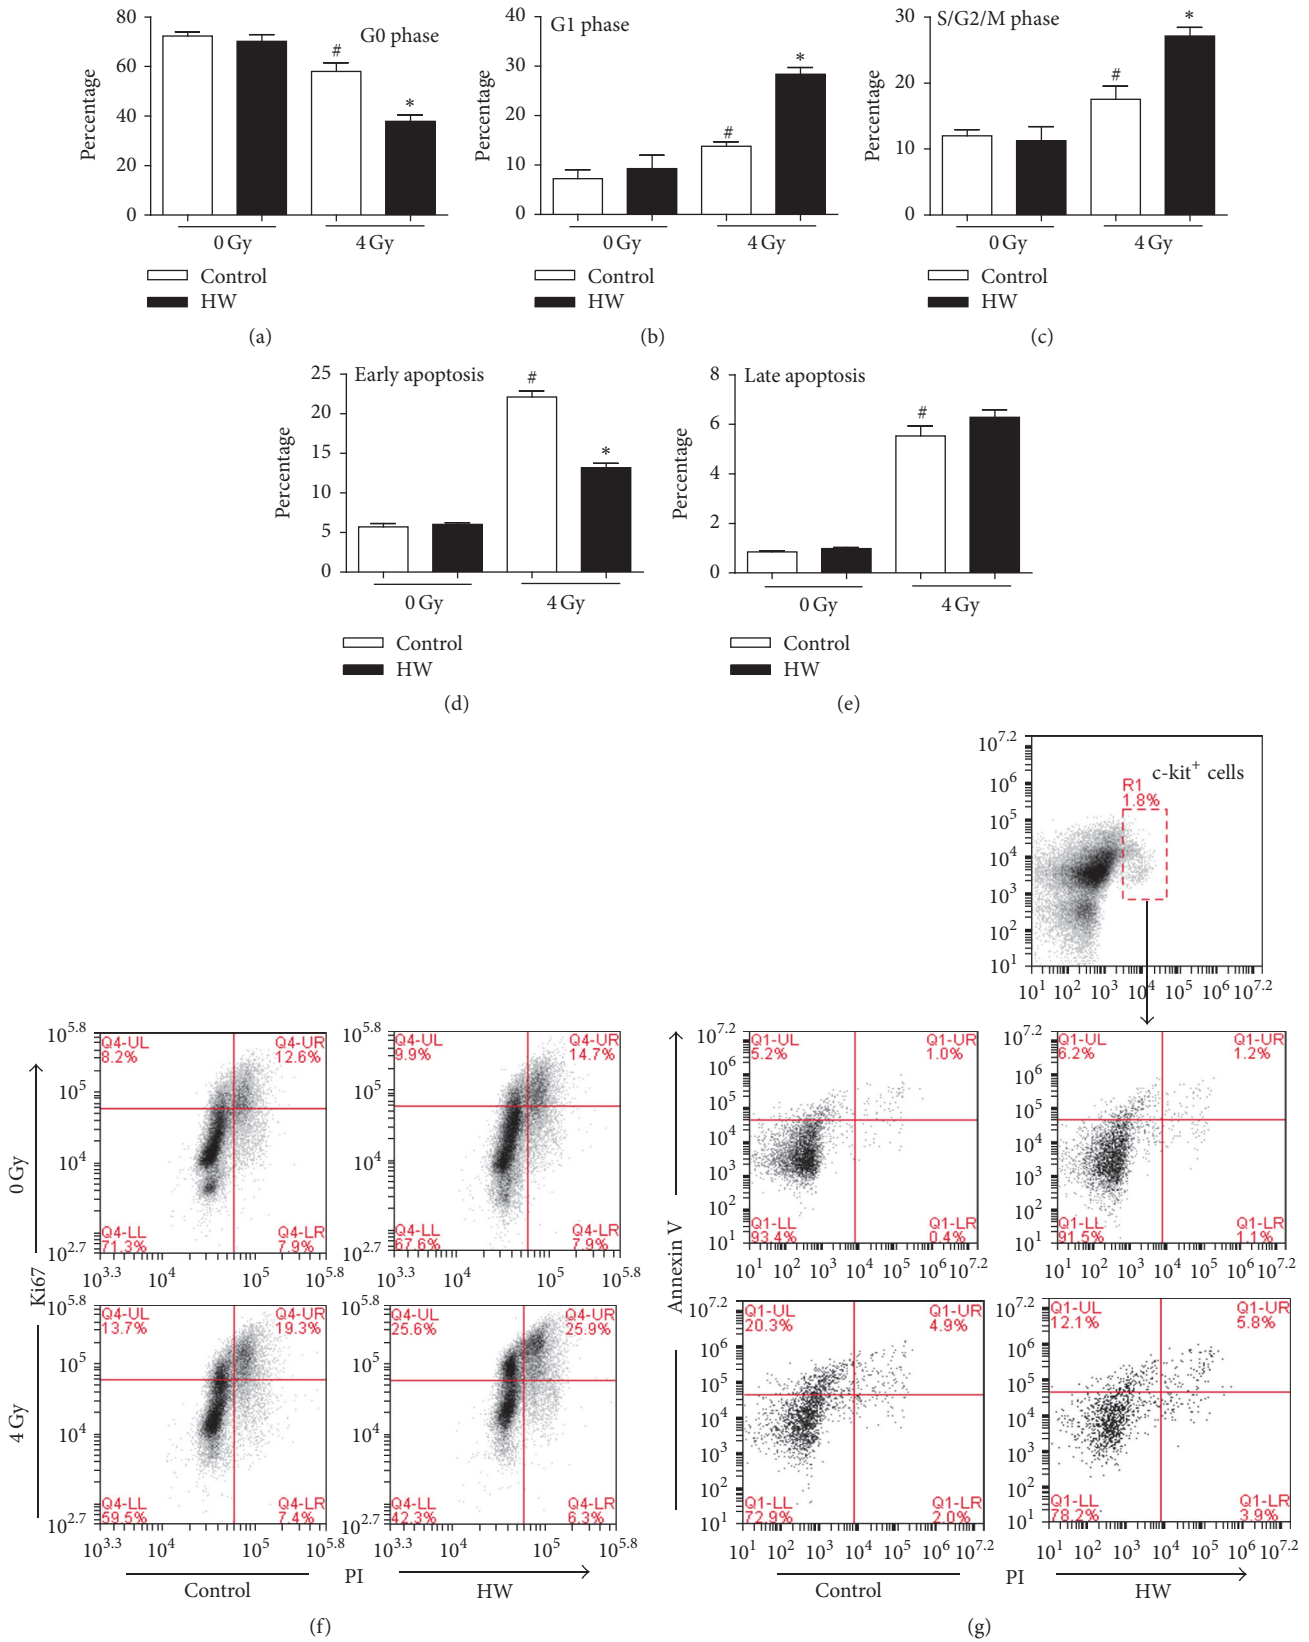 G0 phase
Percentage
80
60
40
20
0
#
*
0 Gy
4 Gy
Control
HW
(a)
G1 phase
Percentage
40
30
20
10
0
#
*
0 Gy
4 Gy
Control
HW
(b)
S/G2/M phase
Percentage
30
20
10
0
#
*
0 Gy
4 Gy
Control
HW
(c)
Early apoptosis
Percentage
25
20
15
10
5
0
#
*
0 Gy
4 Gy
Control
HW
(d)
Late apoptosis
Percentage
8
6
4
2
0
#
0 Gy
4 Gy
Control
HW
(e)
c-kit+ cells
R1
1.8%
10^7.2
10^6
10^5
10^4
10^3
10^2
10^1
10^1 10^2 10^3 10^4 10^5 10^6 10^7.2
0 Gy
Ki67
4 Gy
10^5.8
10^5
10^4
10^2.7
Q4-UL
8.2%
Q4-UR
12.6%
Q4-LL
71.3%
Q4-LR
7.9%
10^3.3 10^4 10^5 10^5.8
10^5.8
10^5
10^4
10^2.7
Q4-UL
9.9%
Q4-UR
14.7%
Q4-LL
67.6%
Q4-LR
7.9%
10^3.3 10^4 10^5 10^5.8
10^5.8
10^5
10^4
10^2.7
Q4-UL
13.7%
Q4-UR
19.3%
Q4-LL
59.5%
Q4-LR
7.4%
10^3.3 10^4 10^5 10^5.8
10^5.8
10^5
10^4
10^2.7
Q4-UL
25.6%
Q4-UR
25.9%
Q4-LL
42.3%
Q4-LR
6.3%
10^3.3 10^4 10^5 10^5.8
Control
PI
HW
(f)
Annexin V
10^7.2
10^6
10^5
10^4
10^3
10^2
10^1
Q1-UL
5.2%
Q1-UR
1.0%
Q1-LL
93.4%
Q1-LR
0.4%
10^1 10^2 10^3 10^4 10^5 10^6 10^7.2
10^7.2
10^6
10^5
10^4
10^3
10^2
10^1
Q1-UL
6.2%
Q1-UR
1.2%
Q1-LL
91.5%
Q1-LR
1.1%
10^1 10^2 10^3 10^4 10^5 10^6 10^7.2
10^7.2
10^6
10^5
10^4
10^3
10^2
10^1
Q1-UL
20.3%
Q1-UR
4.9%
Q1-LL
72.9%
Q1-LR
2.0%
10^1 10^2 10^3 10^4 10^5 10^6 10^7.2
10^7.2
10^6
10^5
10^4
10^3
10^2
10^1
Q1-UL
12.1%
Q1-UR
5.8%
Q1-LL
78.2%
Q1-LR
3.9%
10^1 10^2 10^3 10^4 10^5 10^6 10^7.2
Control
PI
HW
(g)